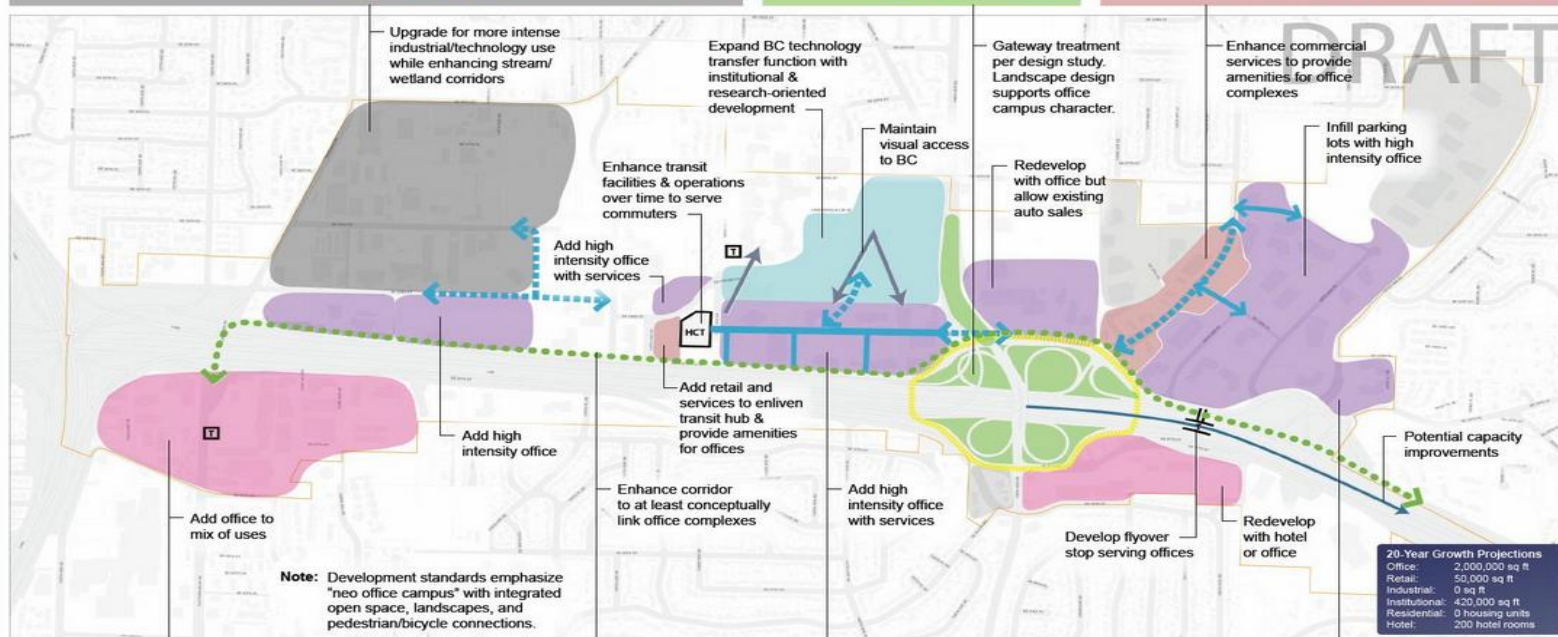 DRAFT
Upgrade for more intense
industrial/technology use
while enhancing stream/
wetland corridors
Expand BC technology
transfer function with
institutional &
research-oriented
development
Gateway treatment
per design study.
Landscape design
supports office
campus character.
Enhance commercial
services to provide
amenities for office
complexes
Maintain
visual access
to BC
Infill parking
lots with high
intensity office
Enhance transit
facilities & operations
over time to serve
commuters
Redevelop
with office but
allow existing
auto sales
Add high
intensity office
with services
T
HCT
Add retail and
services to enliven
transit hub &
provide amenities
for offices
T
Add high
intensity office
Potential capacity
improvements
Add office to
mix of uses
Enhance corridor
to at least conceptually
link office complexes
Add high
intensity office
with services
Develop flyover
stop serving offices
Redevelop
with hotel
or office
Note: Development standards emphasize
"neo office campus" with integrated
open space, landscapes, and
pedestrian/bicycle connections.
20-Year Growth Projections
Office: 2,000,000 sq ft
Retail: 50,000 sq ft
Industrial: 0 sq ft
Institutional: 420,000 sq ft
Residential: 0 housing units
Hotel: 200 hotel rooms